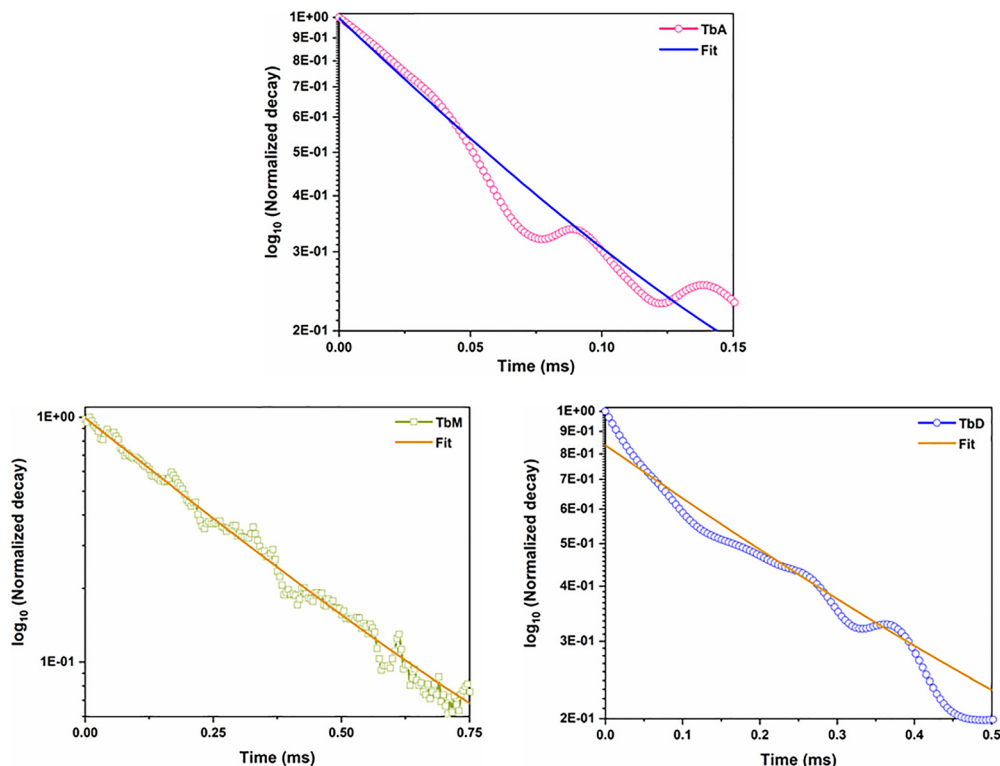 1E+00
9E-01
8E-01
7E-01
6E-01
5E-01
4E-01
3E-01
2E-01
log10 (Normalized decay)
TbA
Fit
0.00 0.05 0.10 0.15
Time (ms)
1E+00
1E-01
log10 (Normalized decay)
TbM
Fit
0.00 0.25 0.50 0.75
Time (ms)
1E+00
9E-01
8E-01
7E-01
6E-01
5E-01
4E-01
3E-01
2E-01
log10 (Normalized decay)
TbD
Fit
0.0 0.1 0.2 0.3 0.4 0.5
Time (ms)